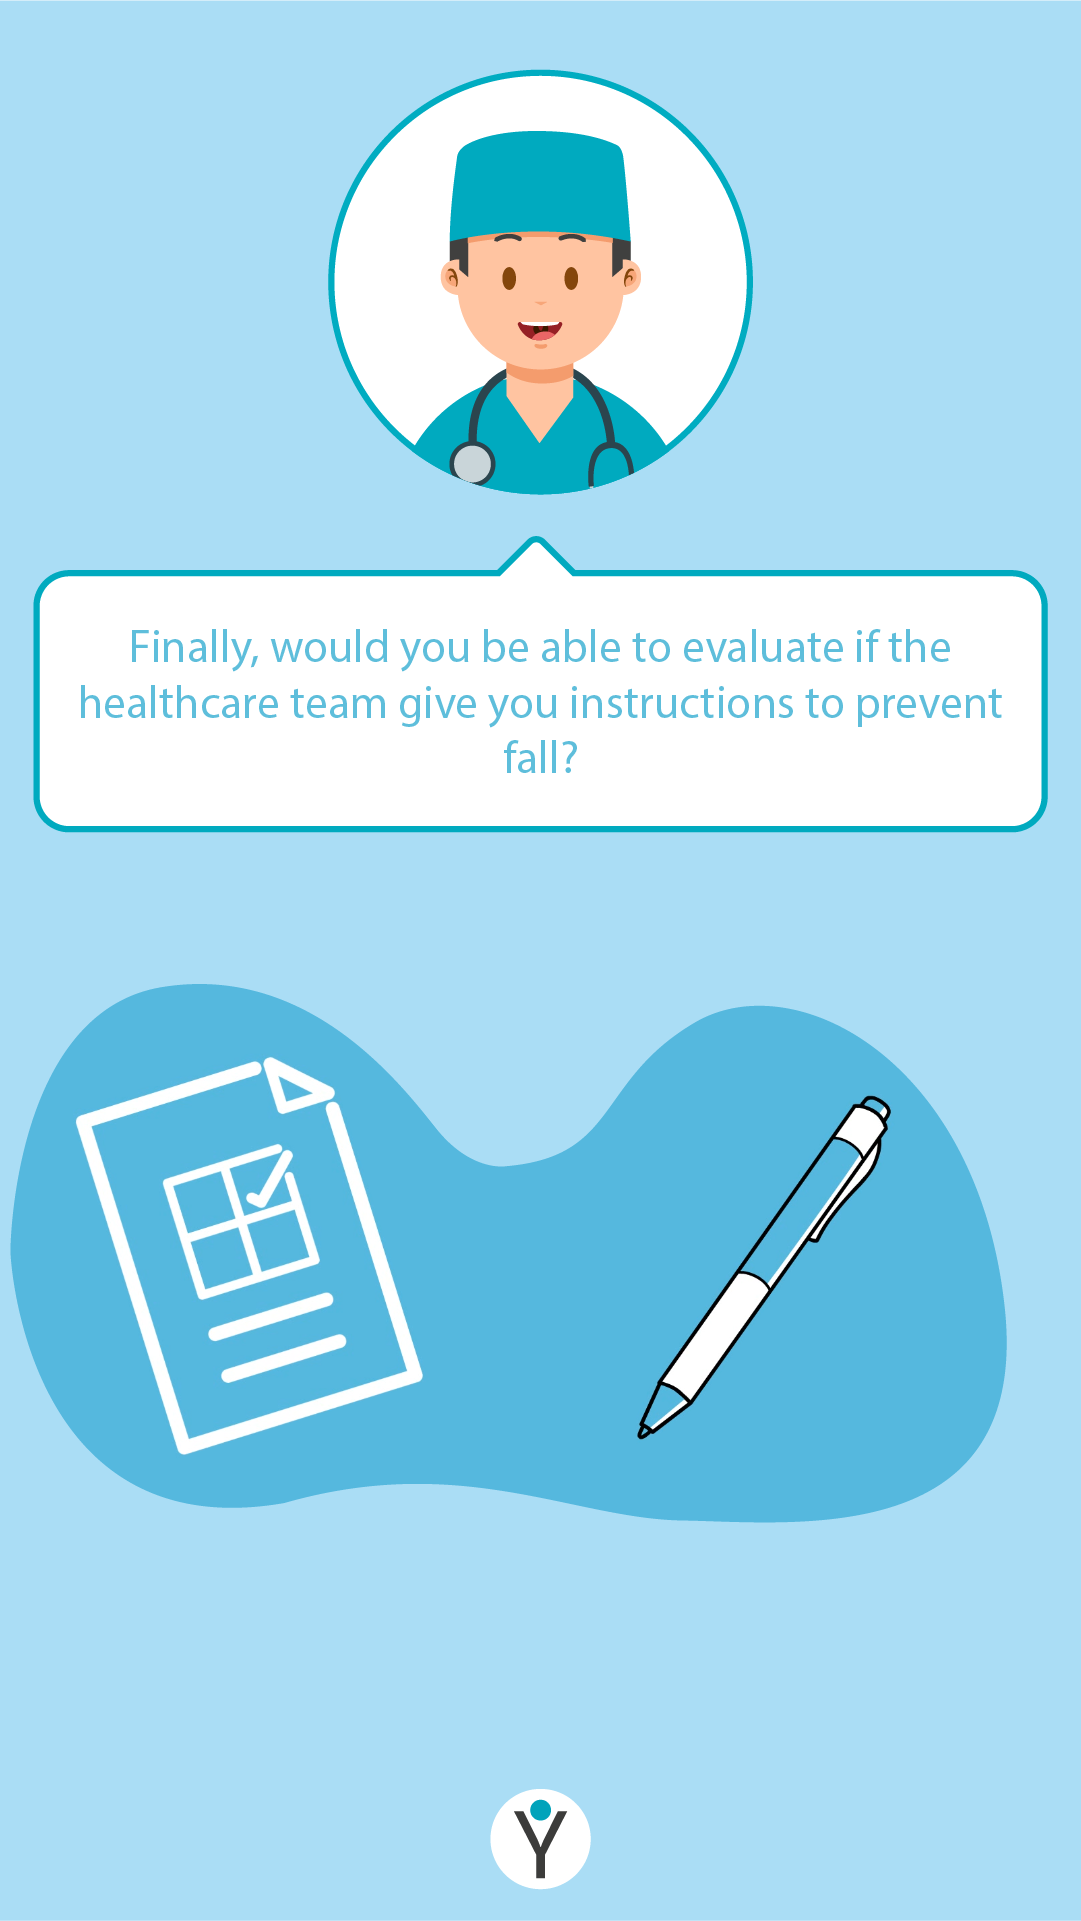 Finally, would you be able to evaluate if the
healthcare team give you instructions to prevent
fall?